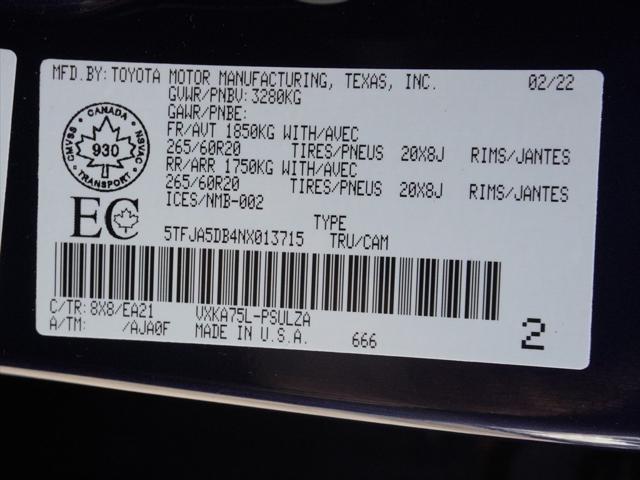 MFD.BY: TOYOTA MOTOR MANUFACTURING, TEXAS, INC. 02/22
GVWR/PNBV: 3280KG
GAWR/PNBE:
FR/AVT 1850KG WITH/AVEC
265/60R20 TIRES/PNEUS 20X8J RIMS/JANTES
RR/ARR 1750KG WITH/AVEC
265/60R20 TIRES/PNEUS 20X8J RIMS/JANTES
ICES/NMB-002
CANADA
CMVSS 930 NSVAC
TRANSPORT
EC
TYPE
5TFJA5DB4NX013715 TRU/CAM
C/TR: 8X8/EA21 VXKA75L-PSULZA
A/TM: /AJA0F MADE IN U.S.A. 666
2